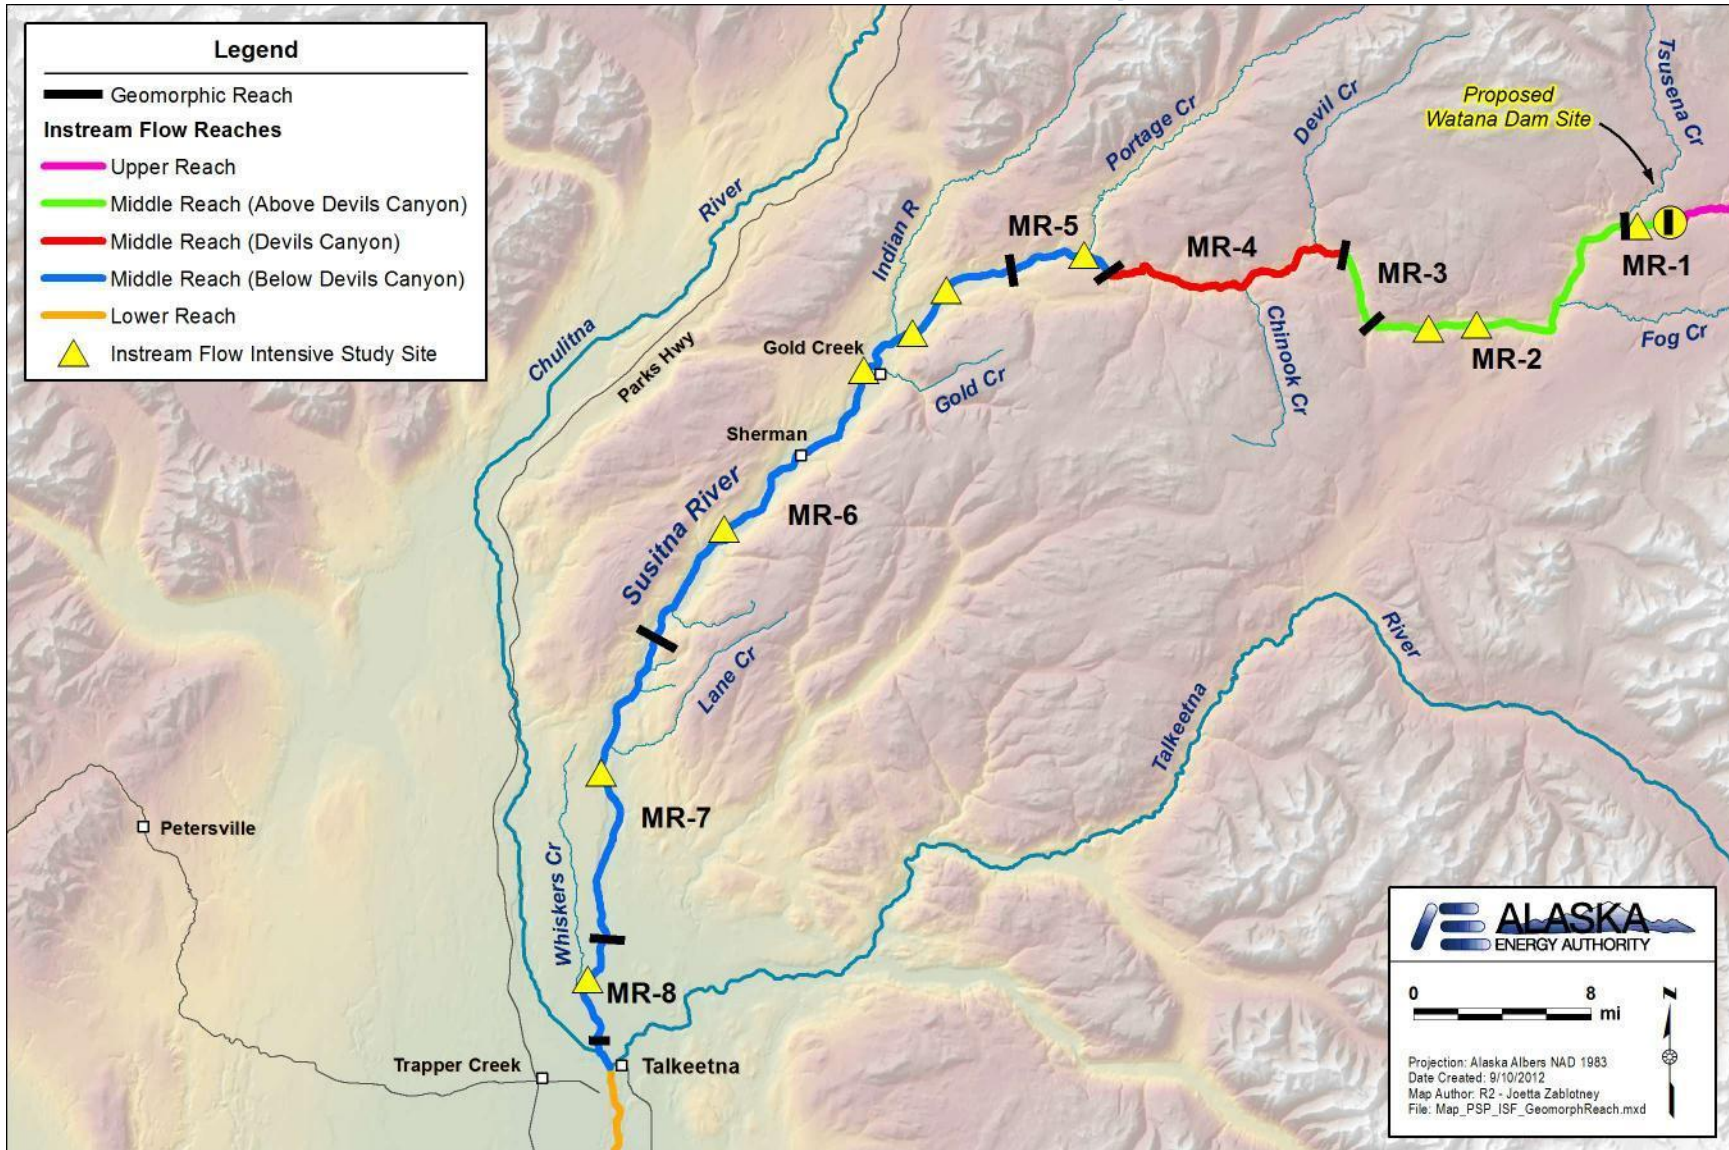 Legend
Geomorphic Reach
Instream Flow Reaches
Upper Reach
Middle Reach (Above Devils Canyon)
Middle Reach (Devils Canyon)
Middle Reach (Below Devils Canyon)
Lower Reach
Instream Flow Intensive Study Site
Tsusena Cr
Proposed
Watana Dam Site
Devil Cr
Portage Cr
River
Indian R
MR-5
MR-4
MR-3
MR-1
Chulitna
Parks Hwy
Gold Creek
Gold Cr
Chinook Cr
MR-2
Fog Cr
Sherman
Susitna River
MR-6
River
Lane Cr
Talkeetna
Petersville
MR-7
Whiskers Cr
MR-8
Trapper Creek
Talkeetna
ALASKA
ENERGY AUTHORITY
0 8
mi
N
Projection: Alaska Albers NAD 1983
Date Created: 9/10/2012
Map Author: R2 - Joetta Zablotney
File: Map_PSP_ISF_GeomorphReach.mxd